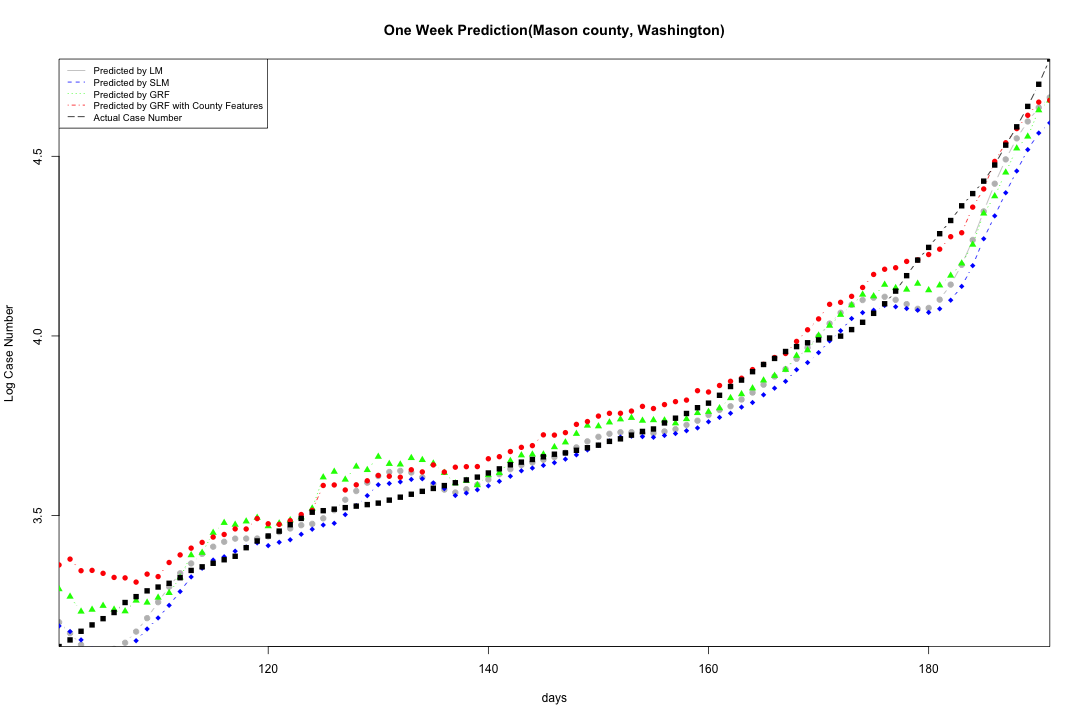 One Week Prediction(Mason county, Washington)
Predicted by LM
Predicted by SLM
Predicted by GRF
Predicted by GRF with County Features
Actual Case Number
4.5
4.0
3.5
Log Case Number
120 140 160 180
days